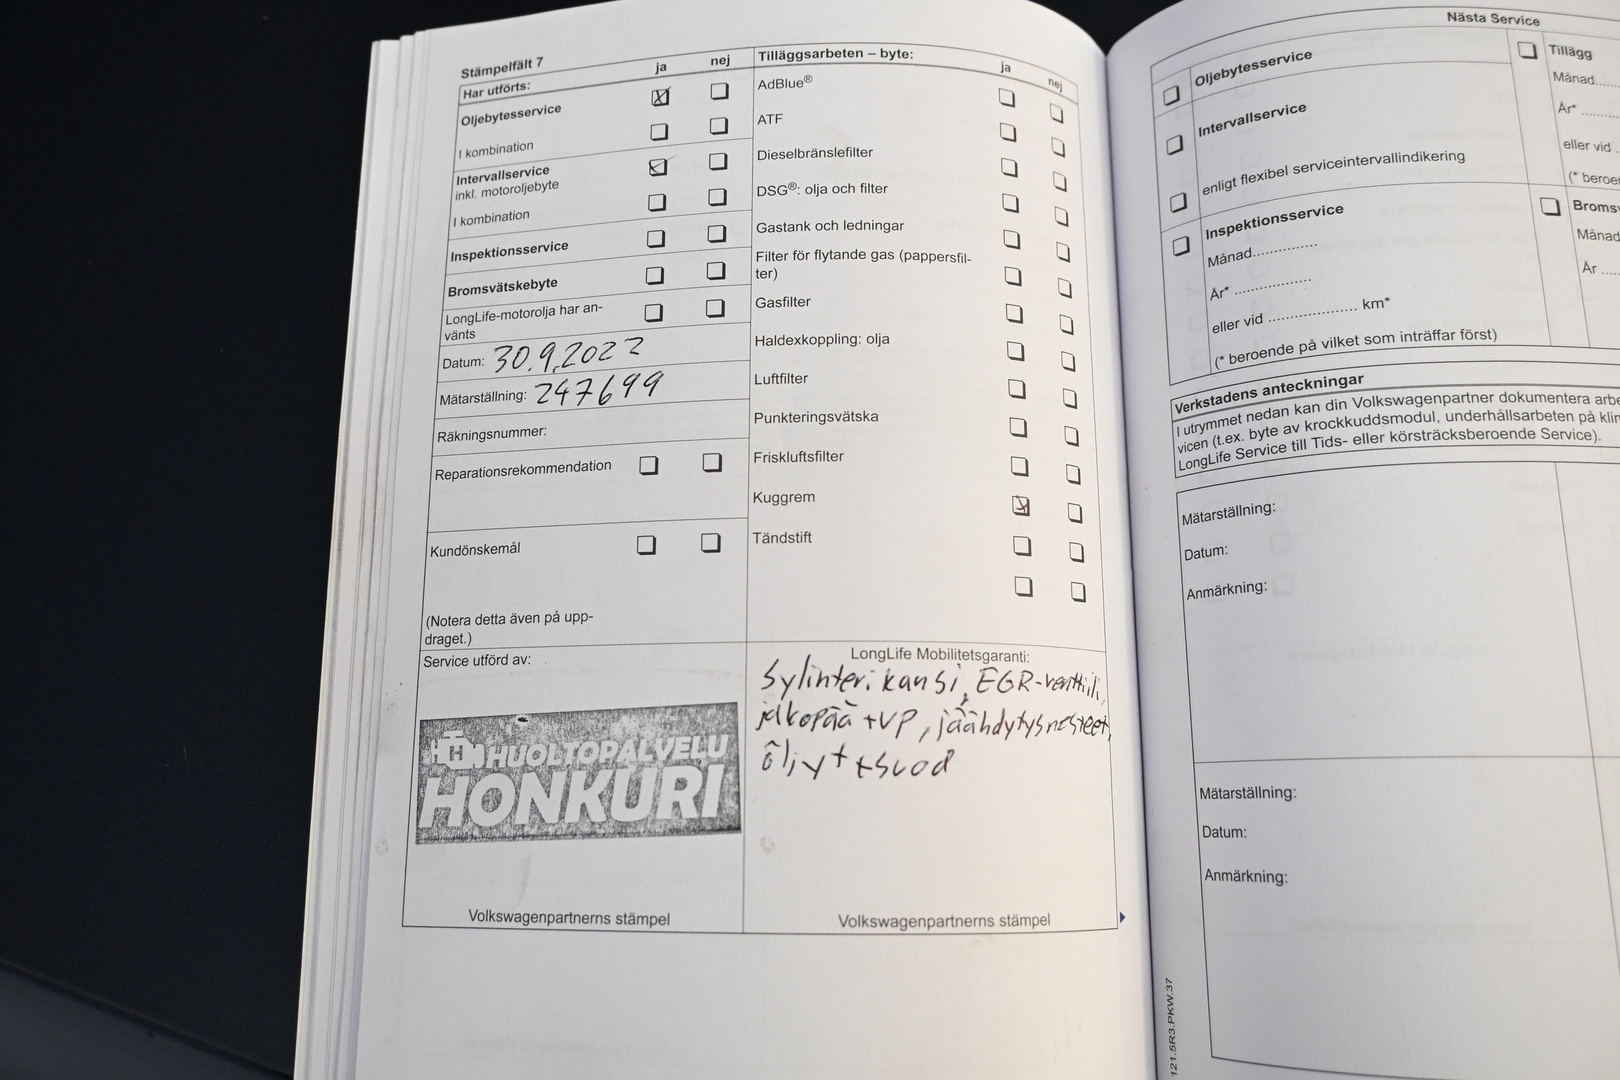 Stämpelfält 7
Har utförts: ja nej
Oljebytesservice
I kombination
Intervallservice
inkl. motoroljebyte
I kombination
Inspektionsservice
Bromsvätskebyte
LongLife-motorolja har an-
vänts
Datum: 30.9.2022
Mätarställning: 247699
Räkningsnummer:
Reparationsrekommendation
Kundönskemål
(Notera detta även på upp-
draget.)
Service utförd av:
HUOLTOPALVELU
HONKURI
Volkswagenpartnerns stämpel
Tilläggsarbeten – byte: ja nej
AdBlue®
ATF
Dieselbränslefilter
DSG®: olja och filter
Gastank och ledningar
Filter för flytande gas (pappersfil-
ter)
Gasfilter
Haldexkoppling: olja
Luftfilter
Punkteringsvätska
Friskluftsfilter
Kuggrem
Tändstift
LongLife Mobilitetsgaranti:
Sylinterikansi, EGR-venttiili,
jakopää + VP, jäähdytysnesteet,
öljyt + suod
Volkswagenpartnerns stämpel
Nästa Service
Oljebytesservice
Intervallservice
enligt flexibel serviceintervallindikering
Inspektionsservice
Månad...............
År* .................
eller vid .................... km*
(* beroende på vilket som inträffar först)
Tillägg
Månad.....
År* .........
eller vid .
(* beroe
Broms
Månad
År .....
Verkstadens anteckningar
I utrymmet nedan kan din Volkswagenpartner dokumentera arbe
vicen (t.ex. byte av krockkuddsmodul, underhållsarbeten på klin
LongLife Service till Tids- eller körsträcksberoende Service).
Mätarställning:
Datum:
Anmärkning:
Mätarställning:
Datum:
Anmärkning:
121.5R3.PKW.37